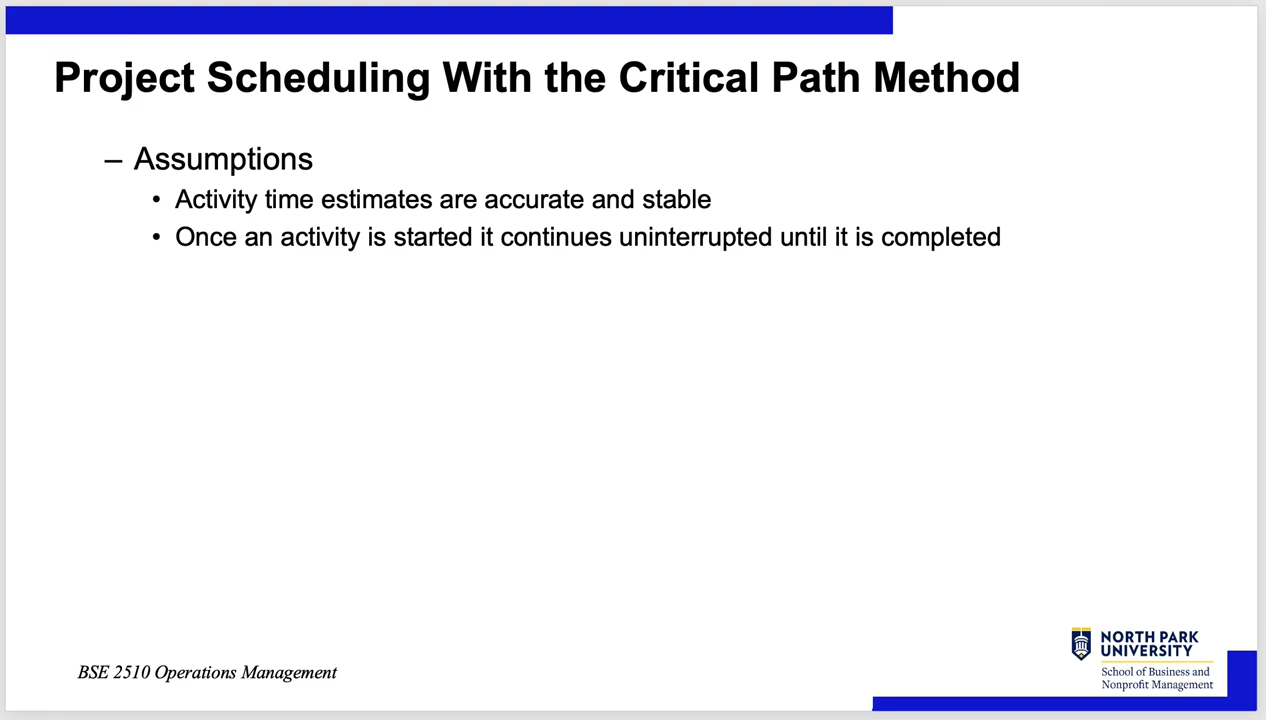 Project Scheduling With the Critical Path Method
– Assumptions
• Activity time estimates are accurate and stable
• Once an activity is started it continues uninterrupted until it is completed
BSE 2510 Operations Management
NORTH PARK
UNIVERSITY
School of Business and
Nonprofit Management